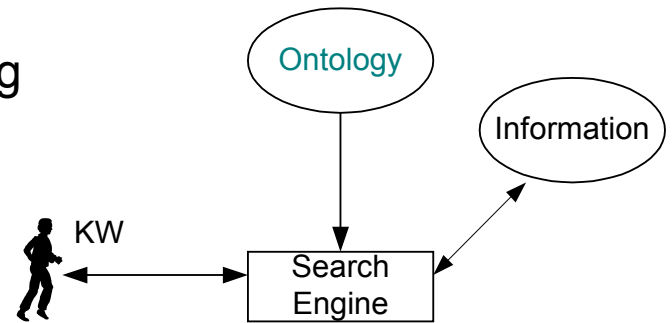 Ontology
g
Information
KW
Search
Engine